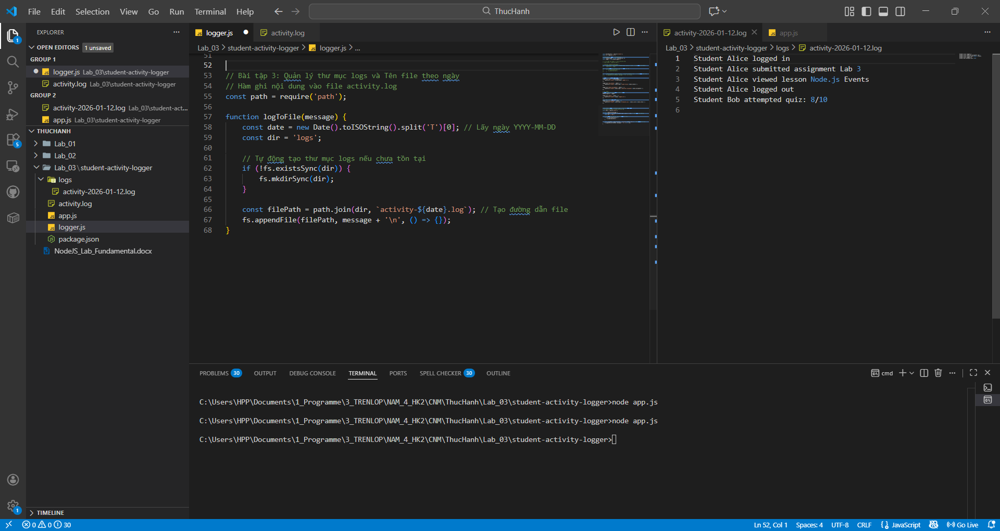 File Edit Selection View Go Run Terminal Help
ThucHanh
EXPLORER
OPEN EDITORS 1 unsaved
GROUP 1
logger.js Lab_03\student-activity-logger
activity.log Lab_03\student-activity-logger
GROUP 2
activity-2026-01-12.log Lab_03\student-act...
app.js Lab_03\student-activity-logger
THUCHANH
Lab_01
Lab_02
Lab_03\student-activity-logger
logs
activity-2026-01-12.log
activity.log
app.js
logger.js
package.json
NodeJS_Lab_Fundamental.docx
TIMELINE
1
5
1
logger.js
activity.log
Lab_03 > student-activity-logger > logger.js > ...
51
52
53 // Bài tập 3: Quản lý thư mục logs và Tên file theo ngày
54 // Hàm ghi nội dung vào file activity.log
55 const path = require('path');
56
57 function logToFile(message) {
58 const date = new Date().toISOString().split('T')[0]; // Lấy ngày YYYY-MM-DD
59 const dir = 'logs';
60
61 // Tự động tạo thư mục logs nếu chưa tồn tại
62 if (!fs.existsSync(dir)) {
63 fs.mkdirSync(dir);
64 }
65
66 const filePath = path.join(dir, `activity-${date}.log`); // Tạo đường dẫn file
67 fs.appendFile(filePath, message + '\n', () => {});
68 }
activity-2026-01-12.log
app.js
Lab_03 > student-activity-logger > logs > activity-2026-01-12.log
1 Student Alice logged in
2 Student Alice submitted assignment Lab 3
3 Student Alice viewed lesson Node.js Events
4 Student Alice logged out
5 Student Bob attempted quiz: 8/10
6
PROBLEMS 30 OUTPUT DEBUG CONSOLE TERMINAL PORTS SPELL CHECKER 30 OUTLINE
cmd
C:\Users\HPP\Documents\1_Programme\3_TRENLOP\NAM_4_HK2\CNM\ThucHanh\Lab_03\student-activity-logger>node app.js
C:\Users\HPP\Documents\1_Programme\3_TRENLOP\NAM_4_HK2\CNM\ThucHanh\Lab_03\student-activity-logger>node app.js
C:\Users\HPP\Documents\1_Programme\3_TRENLOP\NAM_4_HK2\CNM\ThucHanh\Lab_03\student-activity-logger>
0 0 30
Ln 52, Col 1 Spaces: 4 UTF-8 CRLF {} JavaScript Go Live